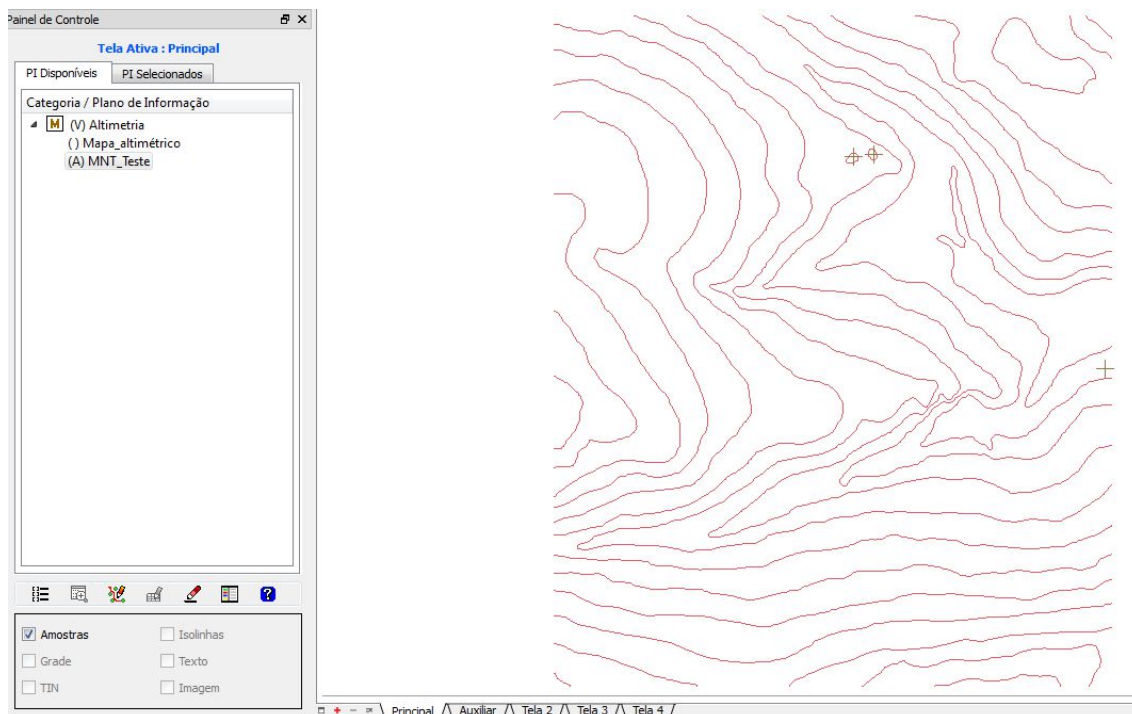 Painel de Controle
Tela Ativa : Principal
PI Disponíveis PI Selecionados
Categoria / Plano de Informação
M (V) Altimetria
( ) Mapa_altimétrico
(A) MNT_Teste
Amostras Isolinhas
Grade Texto
TIN Imagem
Principal / Auxiliar / Tela 2 / Tela 3 / Tela 4 /